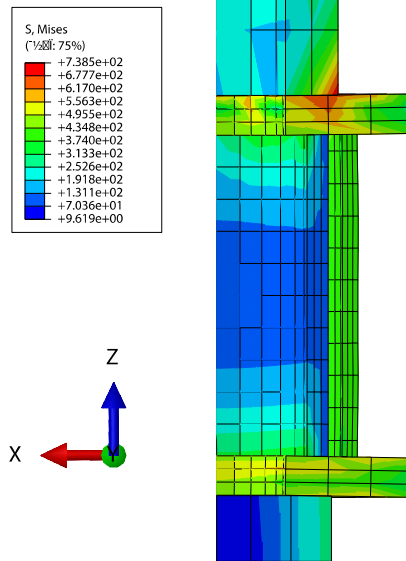 S, Mises
75%)
+7.385e+02
+6.777e+02
+6.170e+02
+5.563e+02
+4.955e+02
+4.348e+02
+3.740e+02
+3.133e+02
+2.526e+02
+1.918e+02
+1.311e+02
+7.036e+01
+9.619e+00
Z
X
Y